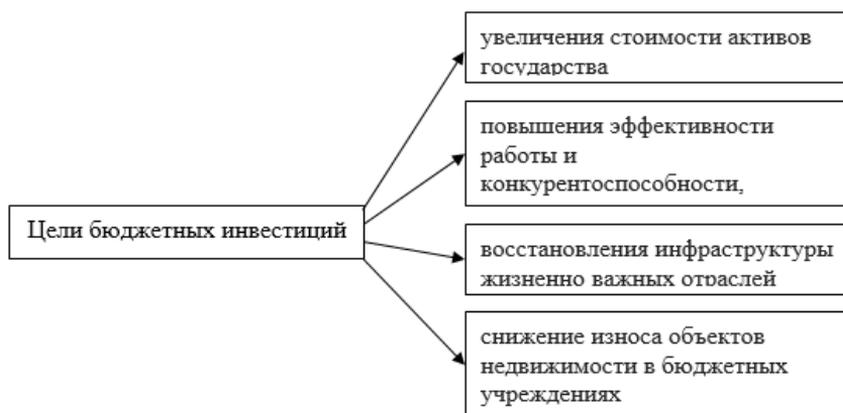 увеличения стоимости активов
государства
повышения эффективности
работы и
конкурентоспособности,
Цели бюджетных инвестиций
восстановления инфраструктуры
жизненно важных отраслей
снижение износа объектов
недвижимости в бюджетных
учреждениях